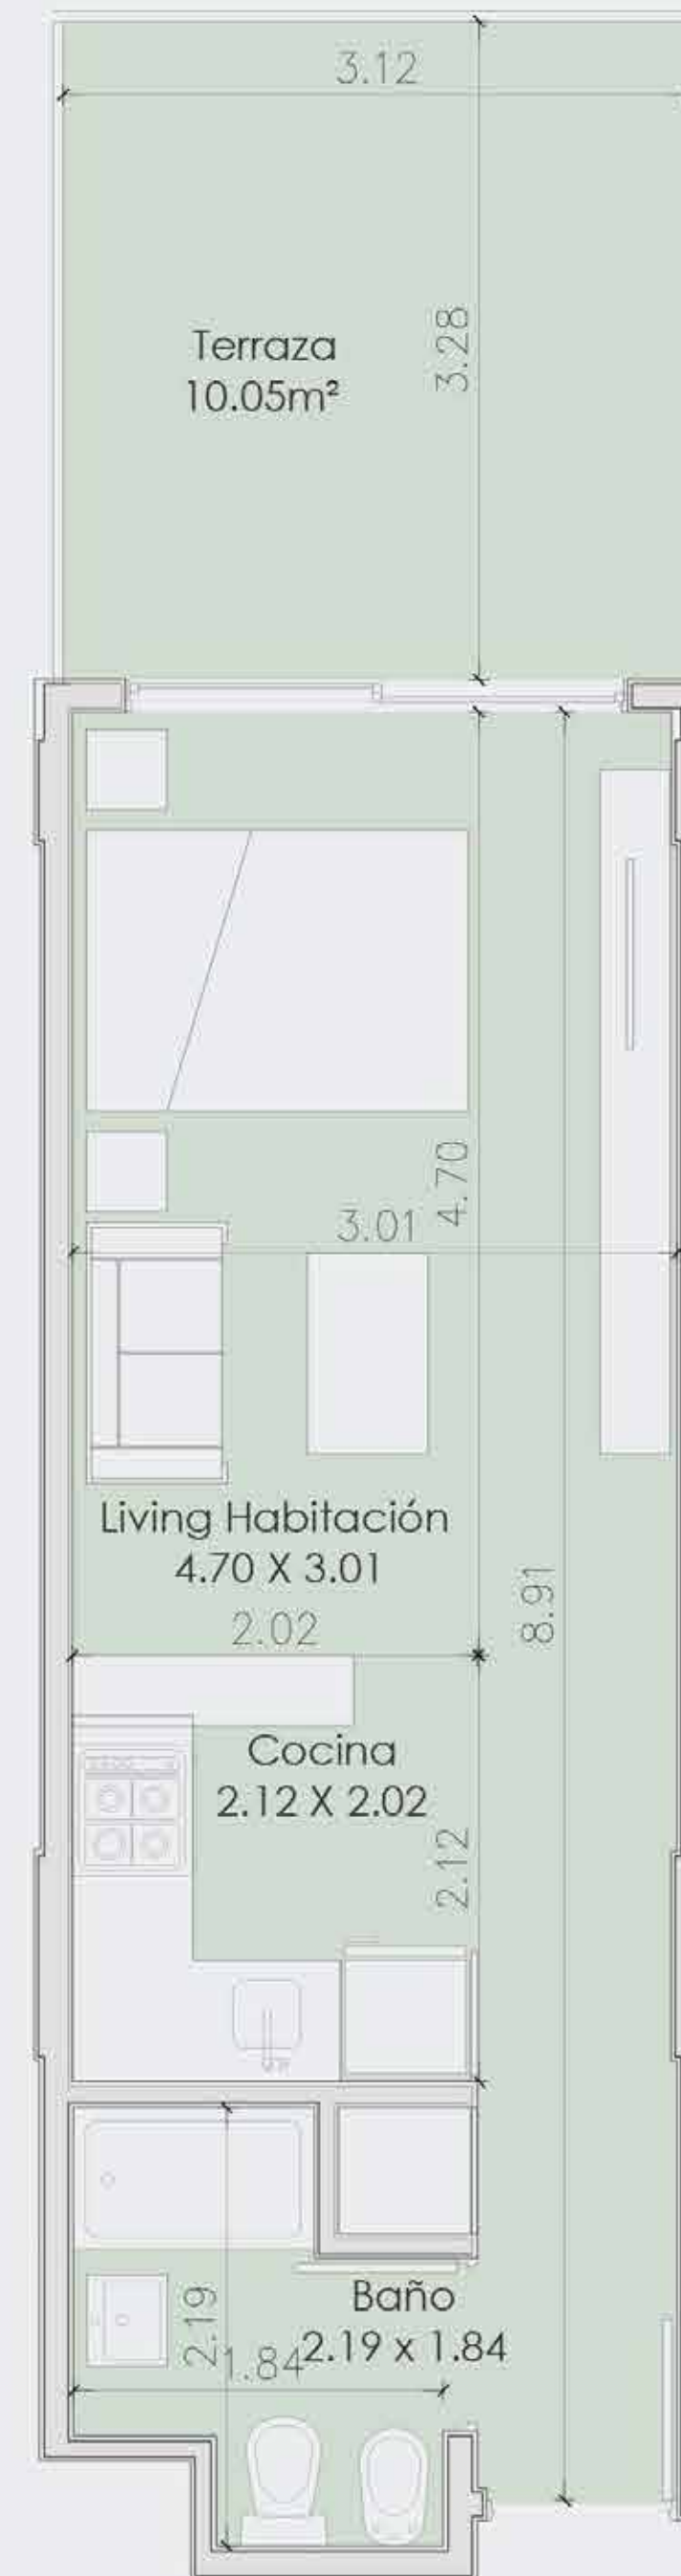 3.12
3.28
Terraza
10.05m²
4.70
3.01
Living Habitación
4.70 X 3.01
8.91
2.02
Cocina
2.12 X 2.02
2.12
Baño
2.19 x 1.84
2.19
1.84